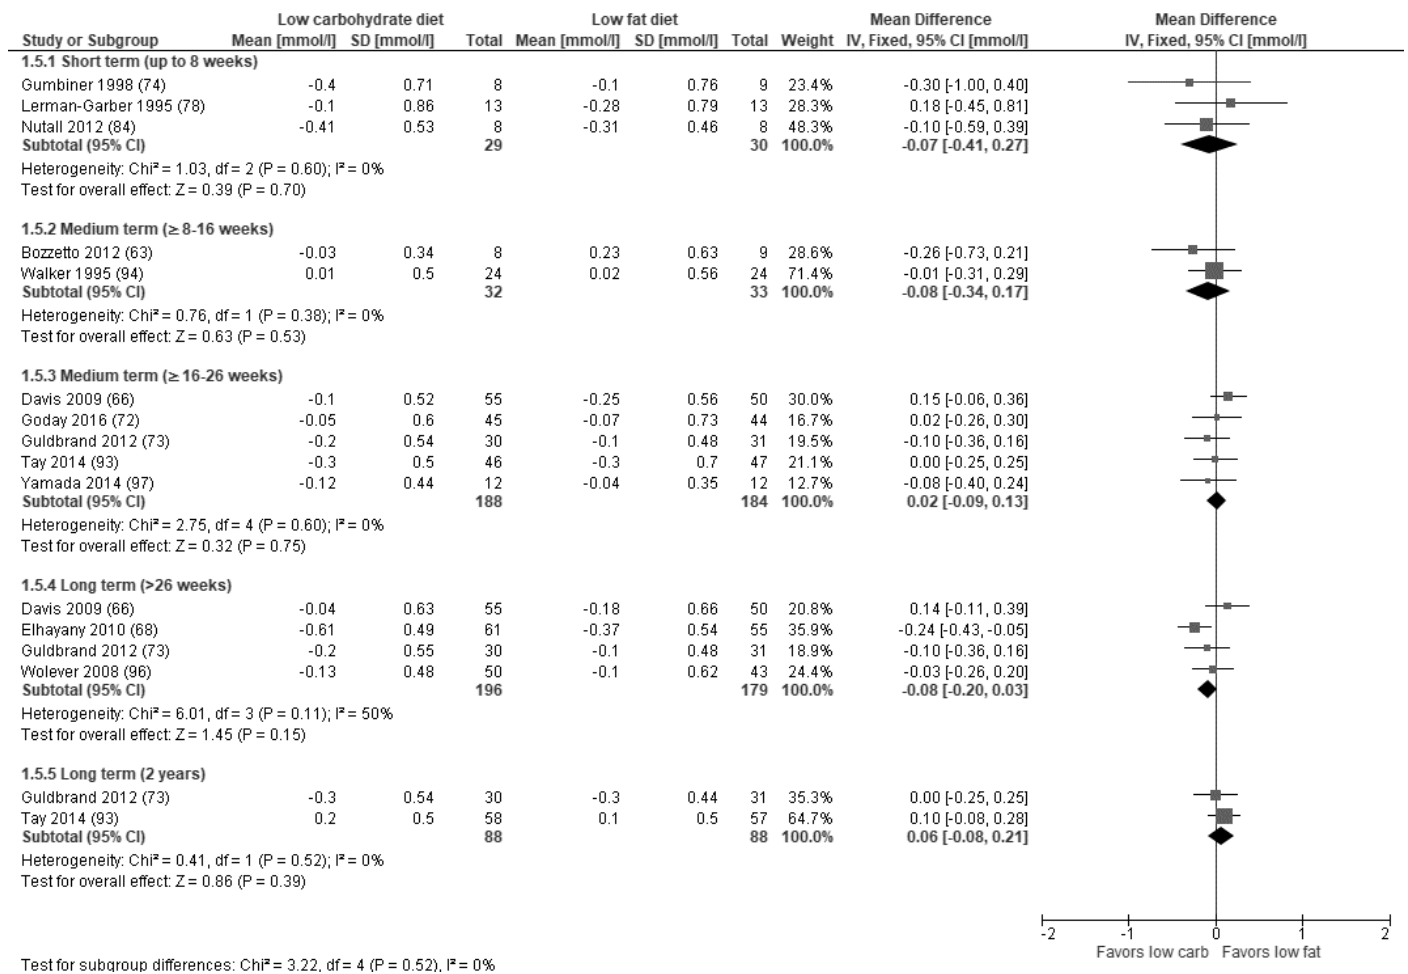 Low carbohydrate diet Low fat diet Mean Difference Mean Difference
Study or Subgroup Mean [mmol/l] SD [mmol/l] Total Mean [mmol/l] SD [mmol/l] Total Weight IV, Fixed, 95% CI [mmol/l] IV, Fixed, 95% CI [mmol/l]
1.5.1 Short term (up to 8 weeks)
Gumbiner 1998 (74) -0.4 0.71 8 -0.1 0.76 9 23.4% -0.30 [-1.00, 0.40]
Lerman-Garber 1995 (78) -0.1 0.86 13 -0.28 0.79 13 28.3% 0.18 [-0.45, 0.81]
Nutall 2012 (84) -0.41 0.53 8 -0.31 0.46 8 48.3% -0.10 [-0.59, 0.39]
Subtotal (95% CI) 29 30 100.0% -0.07 [-0.41, 0.27]
Heterogeneity: Chi² = 1.03, df = 2 (P = 0.60); I² = 0%
Test for overall effect: Z = 0.39 (P = 0.70)
1.5.2 Medium term (≥ 8-16 weeks)
Bozzetto 2012 (63) -0.03 0.34 8 0.23 0.63 9 28.6% -0.26 [-0.73, 0.21]
Walker 1995 (94) 0.01 0.5 24 0.02 0.56 24 71.4% -0.01 [-0.31, 0.29]
Subtotal (95% CI) 32 33 100.0% -0.08 [-0.34, 0.17]
Heterogeneity: Chi² = 0.76, df = 1 (P = 0.38); I² = 0%
Test for overall effect: Z = 0.63 (P = 0.53)
1.5.3 Medium term (≥ 16-26 weeks)
Davis 2009 (66) -0.1 0.52 55 -0.25 0.56 50 30.0% 0.15 [-0.06, 0.36]
Goday 2016 (72) -0.05 0.6 45 -0.07 0.73 44 16.7% 0.02 [-0.26, 0.30]
Guldbrand 2012 (73) -0.2 0.54 30 -0.1 0.48 31 19.5% -0.10 [-0.36, 0.16]
Tay 2014 (93) -0.3 0.5 46 -0.3 0.7 47 21.1% 0.00 [-0.25, 0.25]
Yamada 2014 (97) -0.12 0.44 12 -0.04 0.35 12 12.7% -0.08 [-0.40, 0.24]
Subtotal (95% CI) 188 184 100.0% 0.02 [-0.09, 0.13]
Heterogeneity: Chi² = 2.75, df = 4 (P = 0.60); I² = 0%
Test for overall effect: Z = 0.32 (P = 0.75)
1.5.4 Long term (>26 weeks)
Davis 2009 (66) -0.04 0.63 55 -0.18 0.66 50 20.8% 0.14 [-0.11, 0.39]
Elhayany 2010 (68) -0.61 0.49 61 -0.37 0.54 55 35.9% -0.24 [-0.43, -0.05]
Guldbrand 2012 (73) -0.2 0.55 30 -0.1 0.48 31 18.9% -0.10 [-0.36, 0.16]
Wolever 2008 (96) -0.13 0.48 50 -0.1 0.62 43 24.4% -0.03 [-0.26, 0.20]
Subtotal (95% CI) 196 179 100.0% -0.08 [-0.20, 0.03]
Heterogeneity: Chi² = 6.01, df = 3 (P = 0.11); I² = 50%
Test for overall effect: Z = 1.45 (P = 0.15)
1.5.5 Long term (2 years)
Guldbrand 2012 (73) -0.3 0.54 30 -0.3 0.44 31 35.3% 0.00 [-0.25, 0.25]
Tay 2014 (93) 0.2 0.5 58 0.1 0.5 57 64.7% 0.10 [-0.08, 0.28]
Subtotal (95% CI) 88 88 100.0% 0.06 [-0.08, 0.21]
Heterogeneity: Chi² = 0.41, df = 1 (P = 0.52); I² = 0%
Test for overall effect: Z = 0.86 (P = 0.39)
-2 -1 0 1 2
Favors low carb Favors low fat
Test for subgroup differences: Chi² = 3.22, df = 4 (P = 0.52), I² = 0%